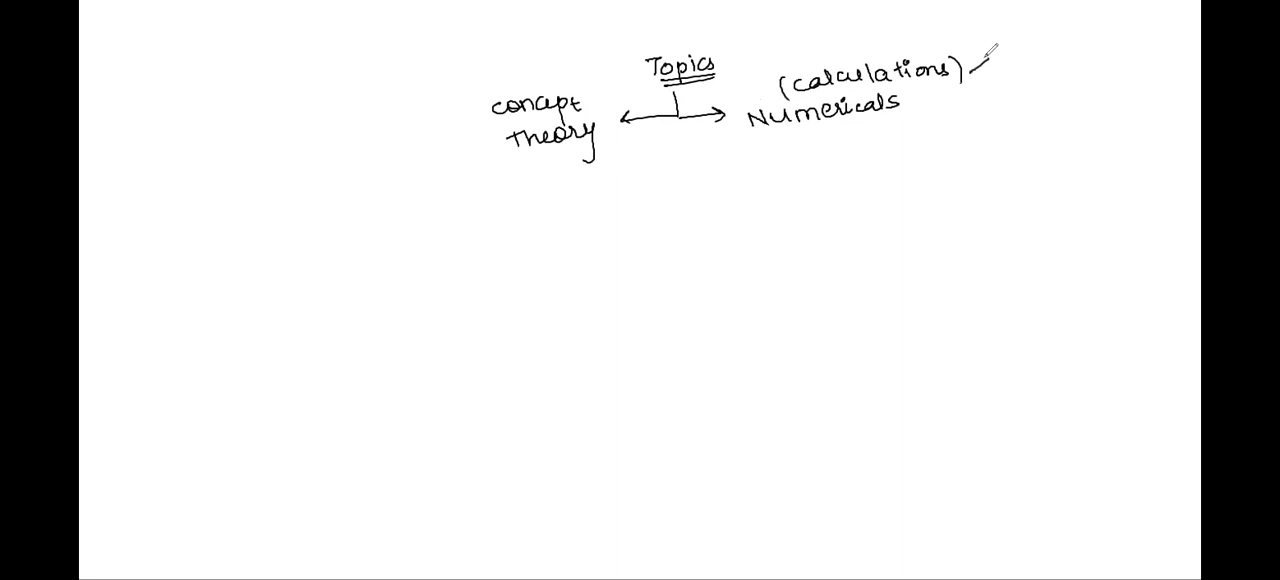 Topics
concept
theory
(calculations)
Numericals